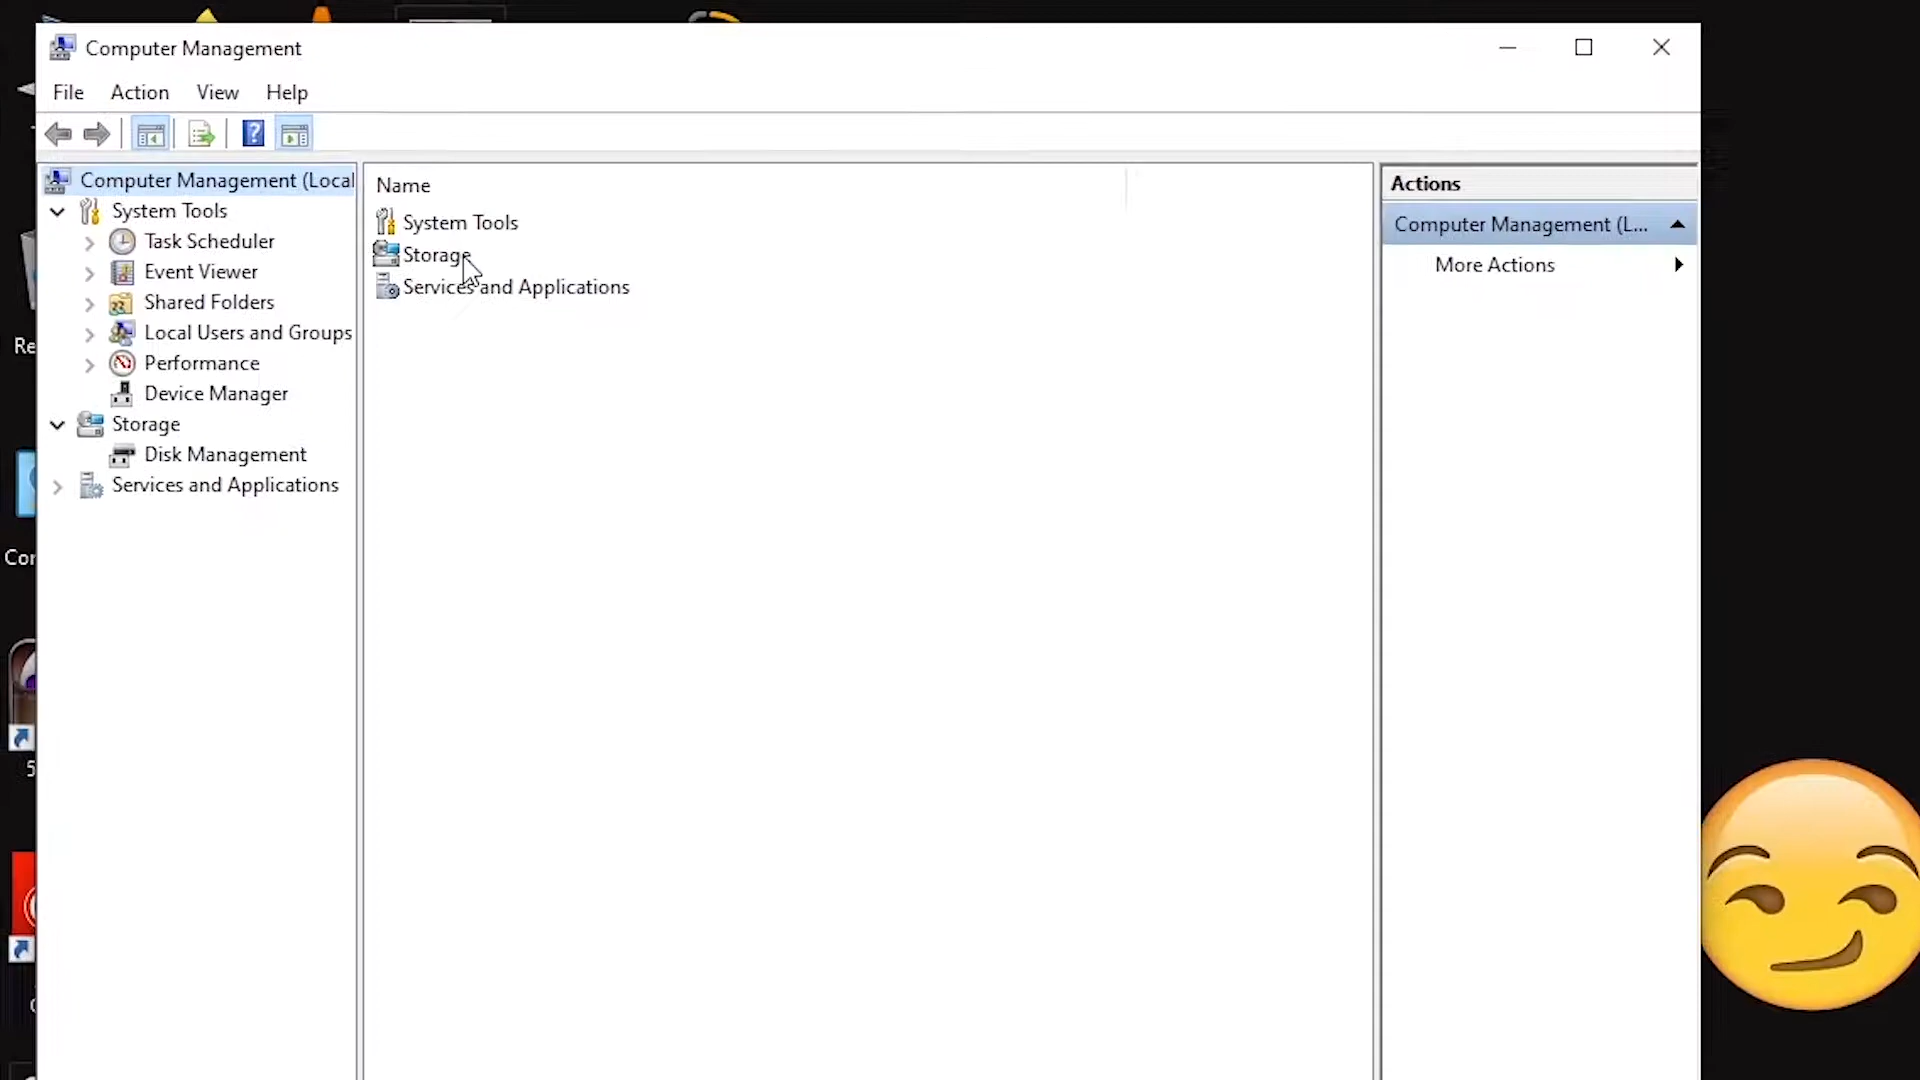 Computer Management
File Action View Help
Computer Management (Local
System Tools
Task Scheduler
Event Viewer
Shared Folders
Local Users and Groups
Performance
Device Manager
Storage
Disk Management
Services and Applications
Name
System Tools
Storage
Services and Applications
Actions
Computer Management (L...
More Actions
Re
Cor
5